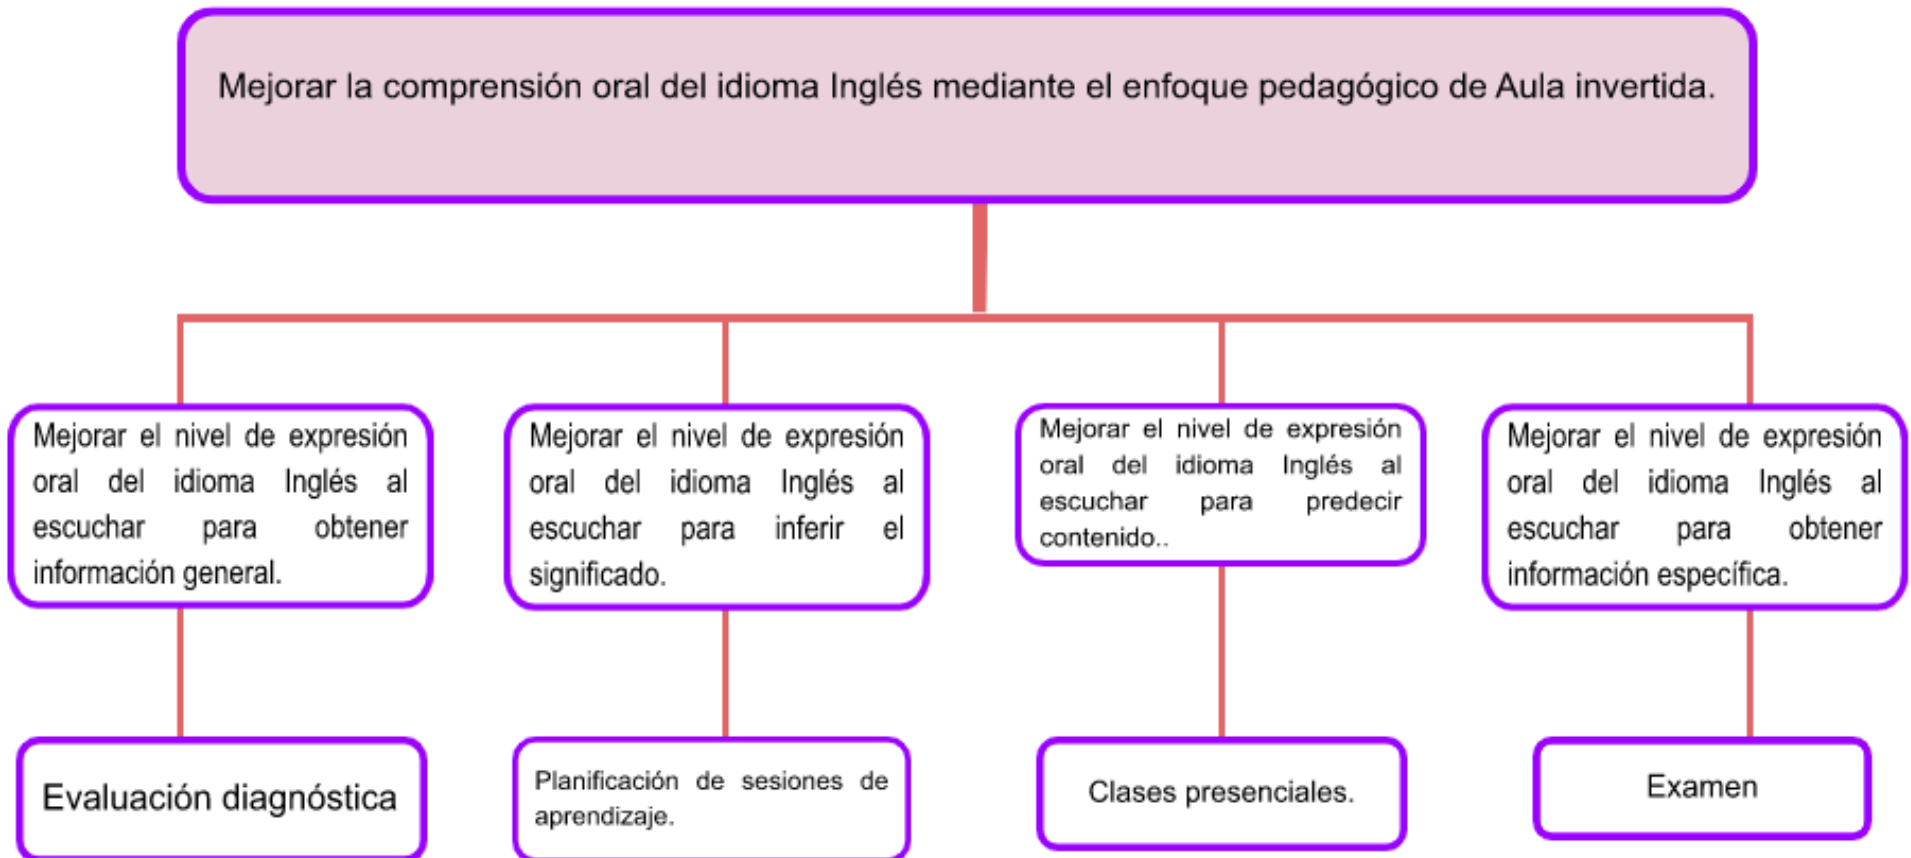 Mejorar la comprensión oral del idioma Inglés mediante el enfoque pedagógico de Aula invertida.
Mejorar el nivel de expresión
oral del idioma Inglés al
escuchar para obtener
información general.
Mejorar el nivel de expresión
oral del idioma Inglés al
escuchar para inferir el
significado.
Mejorar el nivel de expresión
oral del idioma Inglés al
escuchar para predecir
contenido..
Mejorar el nivel de expresión
oral del idioma Inglés al
escuchar para obtener
información específica.
Evaluación diagnóstica
Planificación de sesiones de
aprendizaje.
Clases presenciales.
Examen